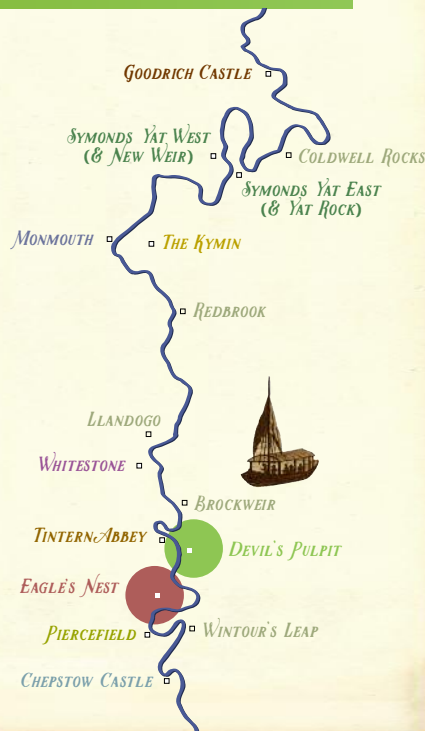 Goodrich Castle
Symonds Yat West
(& New Weir)
Coldwell Rocks
Symonds Yat East
(& Yat Rock)
Monmouth
The Kymin
Redbrook
Llandogo
Whitestone
Brockweir
Tintern Abbey
Devil's Pulpit
Eagle's Nest
Piercefield
Wintour's Leap
Chepstow Castle